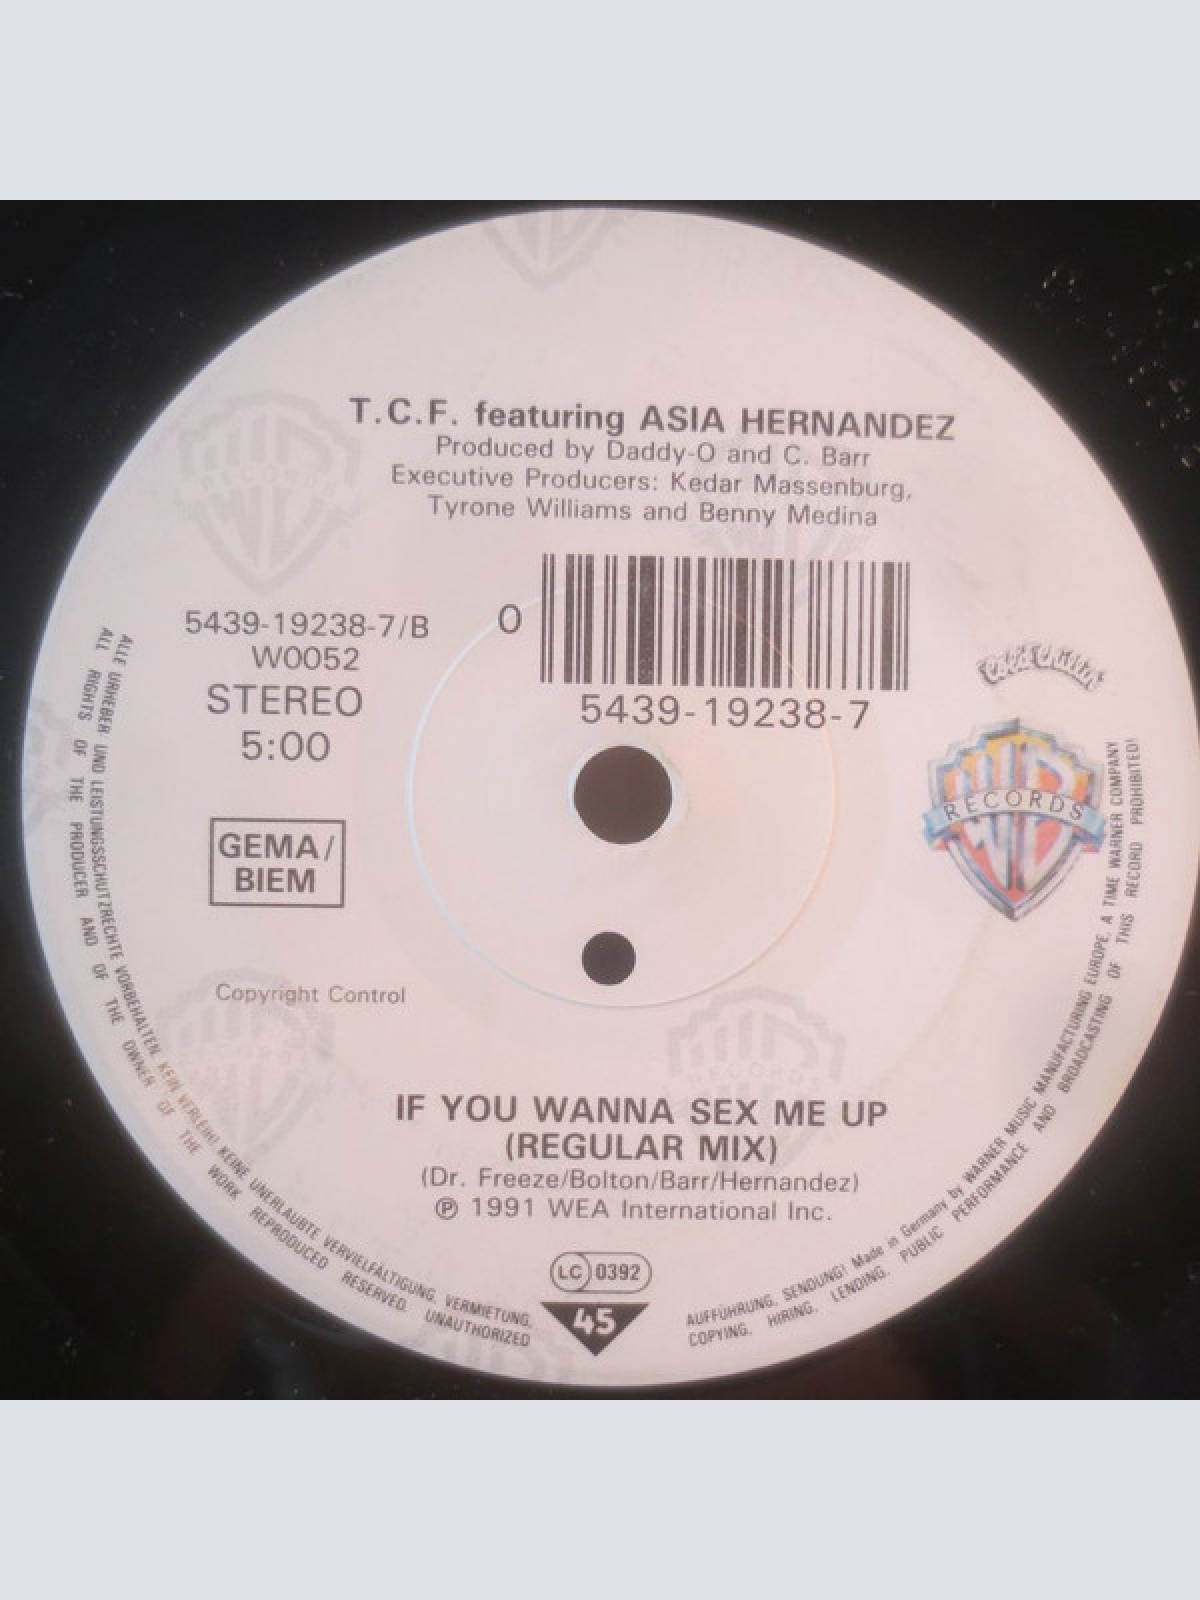 T.C.F. featuring ASIA HERNANDEZ
Produced by Daddy-O and C. Barr
Executive Producers: Kedar Massenburg,
Tyrone Williams and Benny Medina
5439-19238-7/B
W0052
STEREO
5:00
0
5439-19238-7
Cold Chillin'
RECORDS
GEMA/
BIEM
Copyright Control
IF YOU WANNA SEX ME UP
(REGULAR MIX)
(Dr. Freeze/Bolton/Barr/Hernandez)
℗ 1991 WEA International Inc.
LC 0392
45
ALLE URHEBER UND LEISTUNGSSCHUTZRECHTE VORBEHALTEN. KEIN VERLEIH! KEINE UNERLAUBTE VERVIELFÄLTIGUNG, VERMIETUNG, AUFFÜHRUNG, SENDUNG! Made in Germany by WARNER MUSIC MANUFACTURING EUROPE, A TIME WARNER COMPANY
ALL RIGHTS OF THE PRODUCER AND OF THE OWNER OF THE WORK REPRODUCED RESERVED. UNAUTHORIZED COPYING, HIRING, LENDING, PUBLIC PERFORMANCE AND BROADCASTING OF THIS RECORD PROHIBITED!